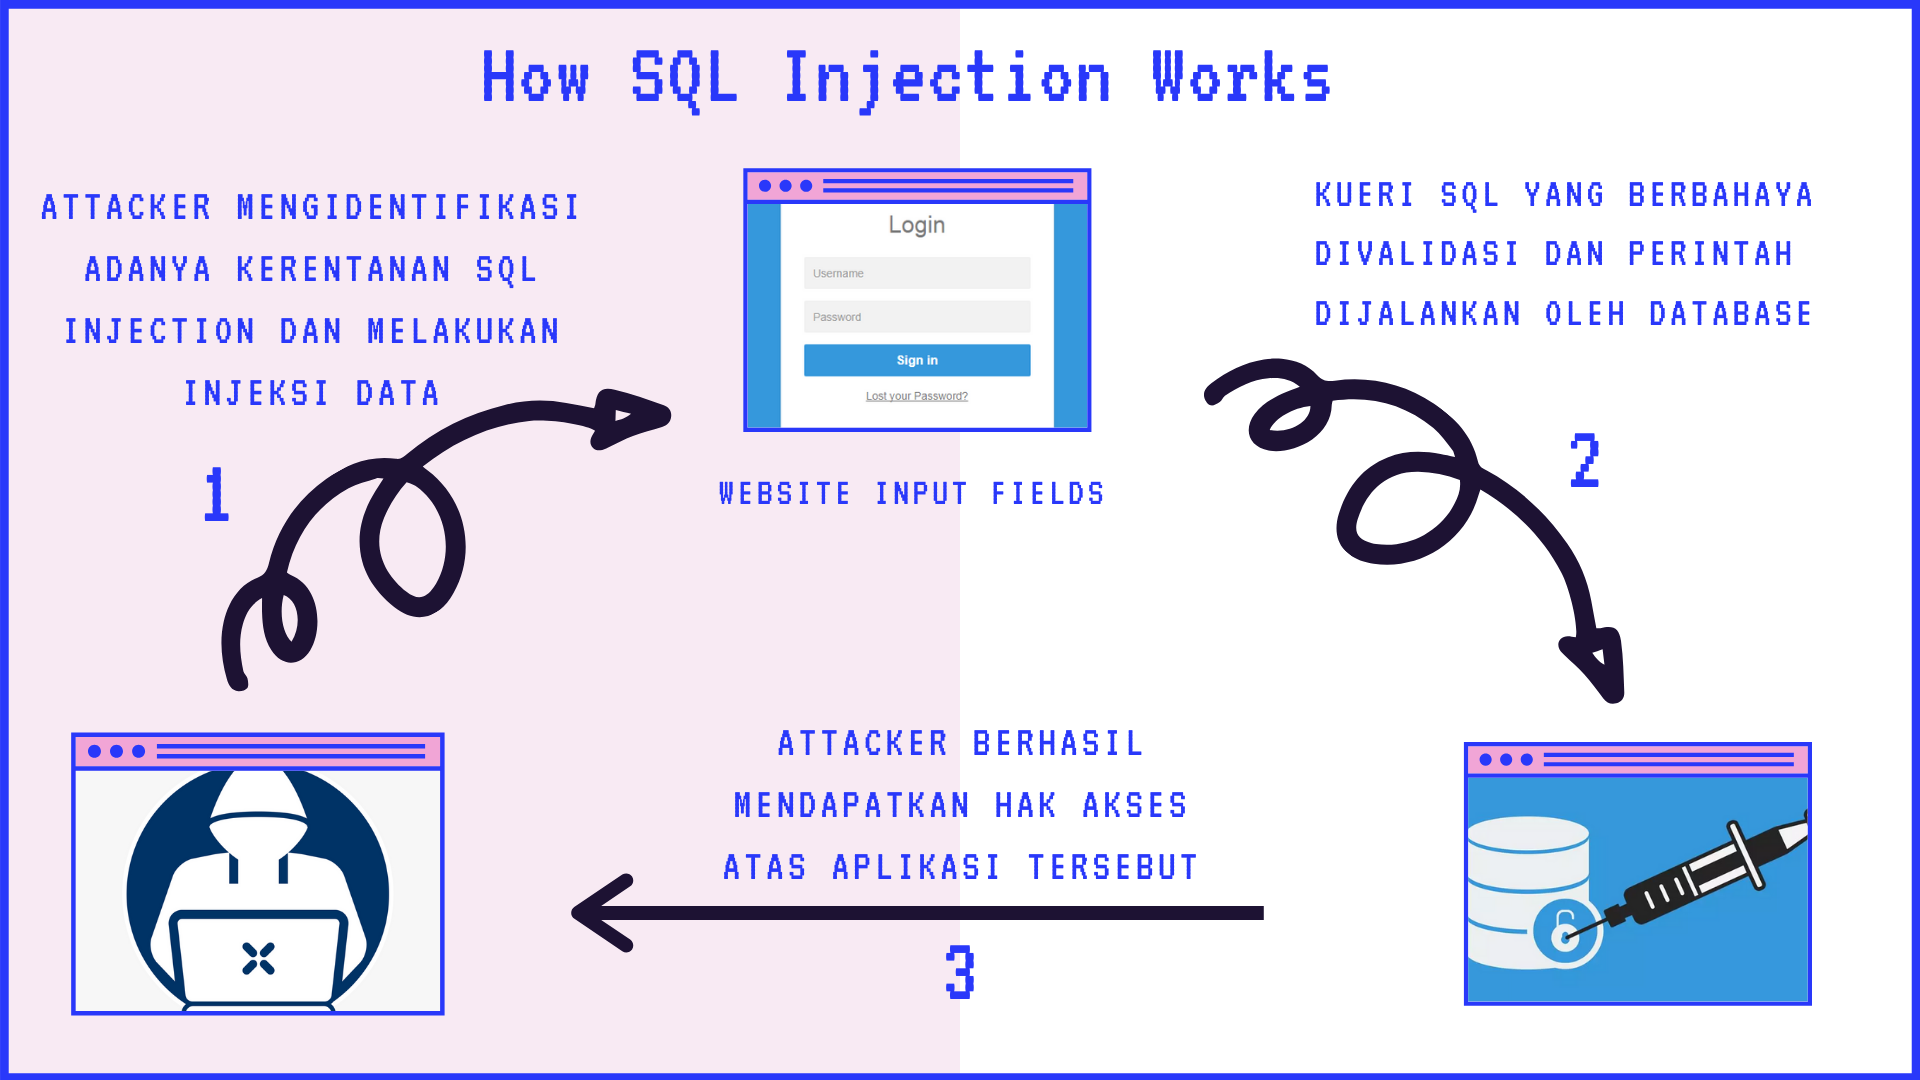 How SQL Injection Works
ATTACKER MENGIDENTIFIKASI
ADANYA KERENTANAN SQL
INJECTION DAN MELAKUKAN
INJEKSI DATA
1
Login
Username
Password
Sign in
Lost your Password?
WEBSITE INPUT FIELDS
KUERI SQL YANG BERBAHAYA
DIVALIDASI DAN PERINTAH
DIJALANKAN OLEH DATABASE
2
ATTACKER BERHASIL
MENDAPATKAN HAK AKSES
ATAS APLIKASI TERSEBUT
3